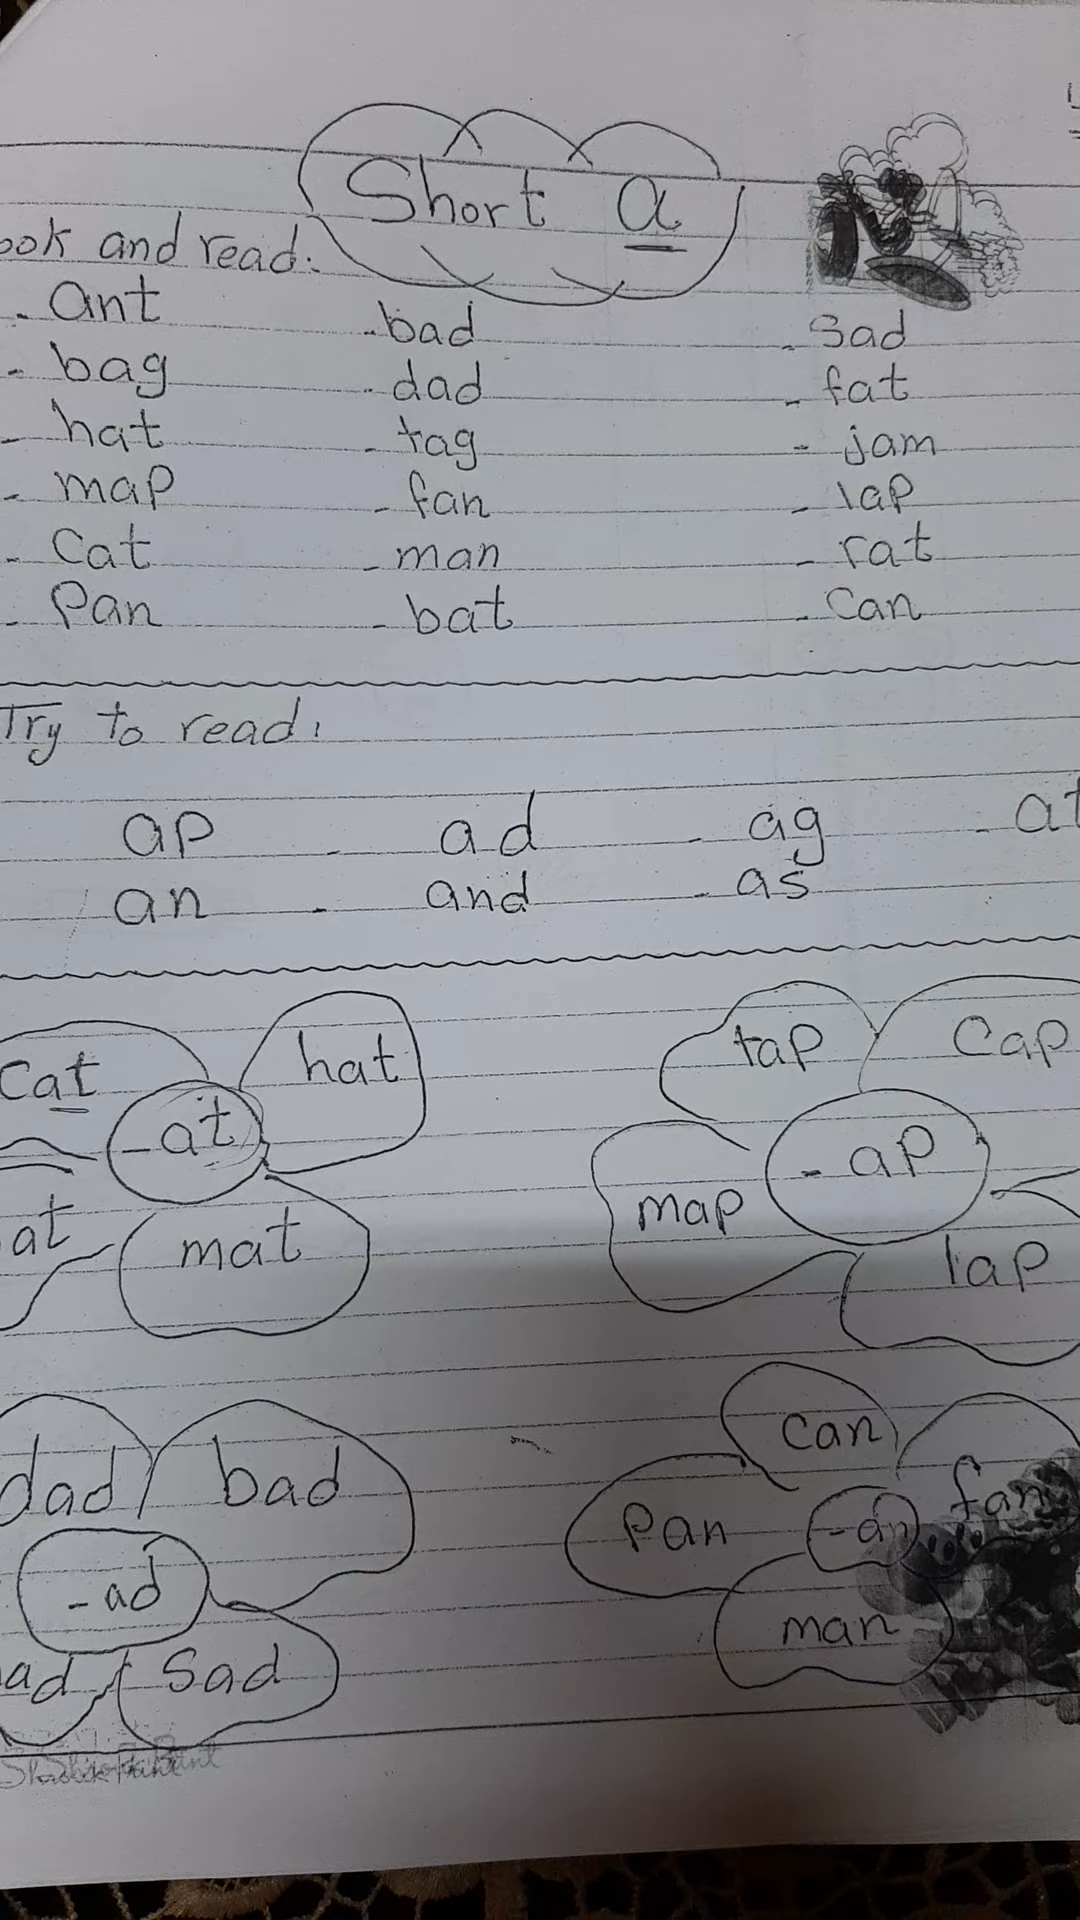 Short a
ook and read:
- ant - bad - sad
- bag - dad - fat
- hat - tag - jam
- map - fan - lap
- Cat - man - rat
- Pan - bat - can
Try to read:
ap - ad - ag - at
an - and - as
Cat hat tap Cap
- at - ap
at mat map lap
dad bad can fan
- ad Pan - an
ad Sad man